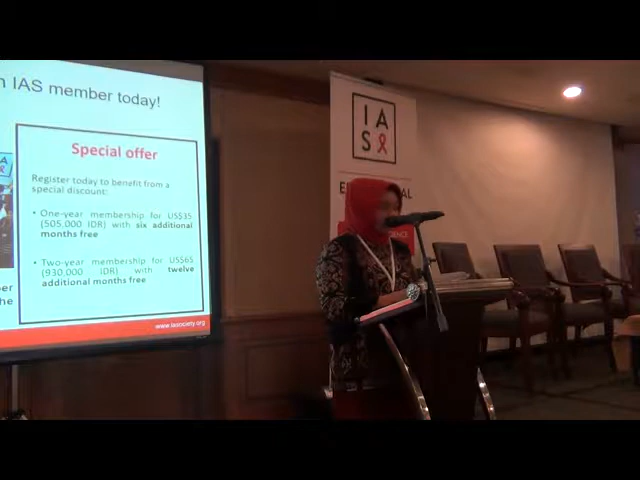 IAS member today!
Special offer
Register today to benefit from a
special discount:
• One-year membership for US$35
(505,000 IDR) with six additional
months free
• Two-year membership for US$65
(930,000 IDR) with twelve
additional months free
www.iasociety.org
IA
S